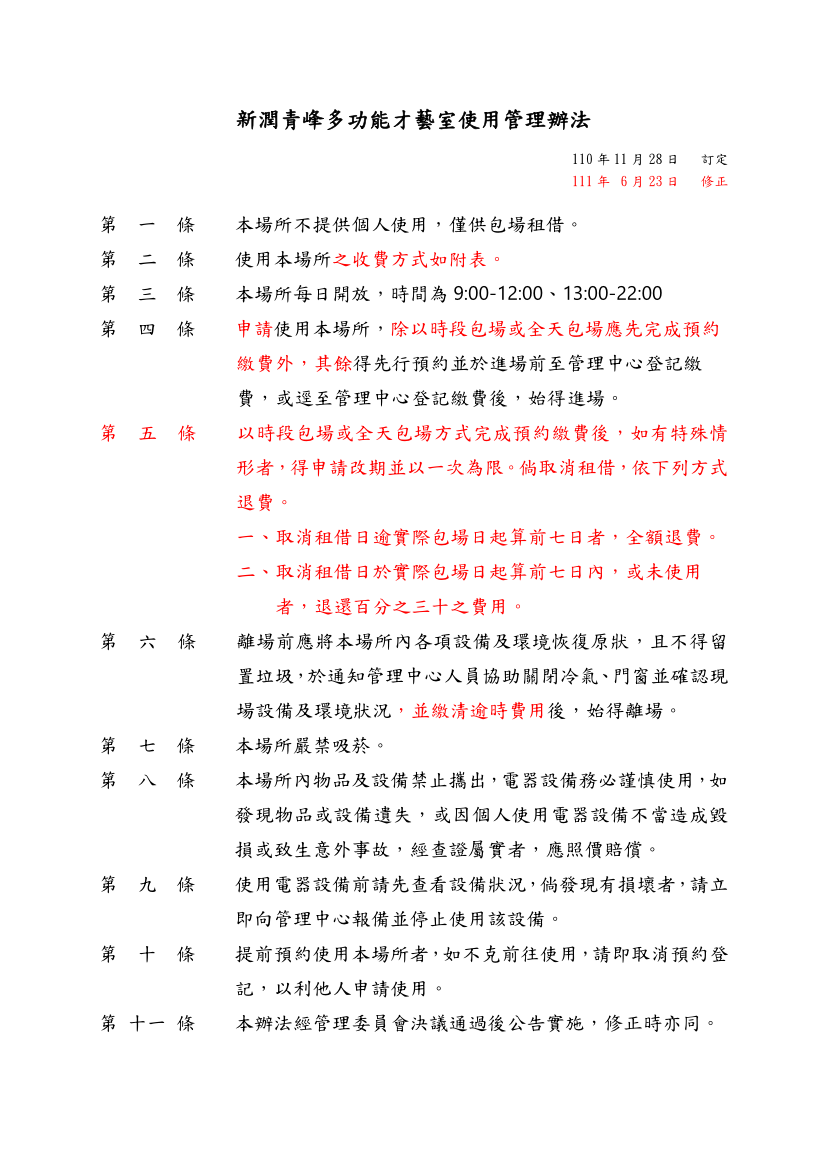 新潤青峰多功能才藝室使用管理辦法
110 年 11 月 28 日 訂定
111 年 6 月 23 日 修正
第 一 條 本場所不提供個人使用，僅供包場租借。
第 二 條 使用本場所之收費方式如附表。
第 三 條 本場所每日開放，時間為 9:00-12:00、13:00-22:00
第 四 條 申請使用本場所，除以時段包場或全天包場應先完成預約
繳費外，其餘得先行預約並於進場前至管理中心登記繳
費，或逕至管理中心登記繳費後，始得進場。
第 五 條 以時段包場或全天包場方式完成預約繳費後，如有特殊情
形者，得申請改期並以一次為限。倘取消租借，依下列方式
退費。
一、取消租借日逾實際包場日起算前七日者，全額退費。
二、取消租借日於實際包場日起算前七日內，或未使用
者，退還百分之三十之費用。
第 六 條 離場前應將本場所內各項設備及環境恢復原狀，且不得留
置垃圾，於通知管理中心人員協助關閉冷氣、門窗並確認現
場設備及環境狀況，並繳清逾時費用後，始得離場。
第 七 條 本場所嚴禁吸菸。
第 八 條 本場所內物品及設備禁止攜出，電器設備務必謹慎使用，如
發現物品或設備遺失，或因個人使用電器設備不當造成毀
損或致生意外事故，經查證屬實者，應照價賠償。
第 九 條 使用電器設備前請先查看設備狀況，倘發現有損壞者，請立
即向管理中心報備並停止使用該設備。
第 十 條 提前預約使用本場所者，如不克前往使用，請即取消預約登
記，以利他人申請使用。
第 十一 條 本辦法經管理委員會決議通過後公告實施，修正時亦同。